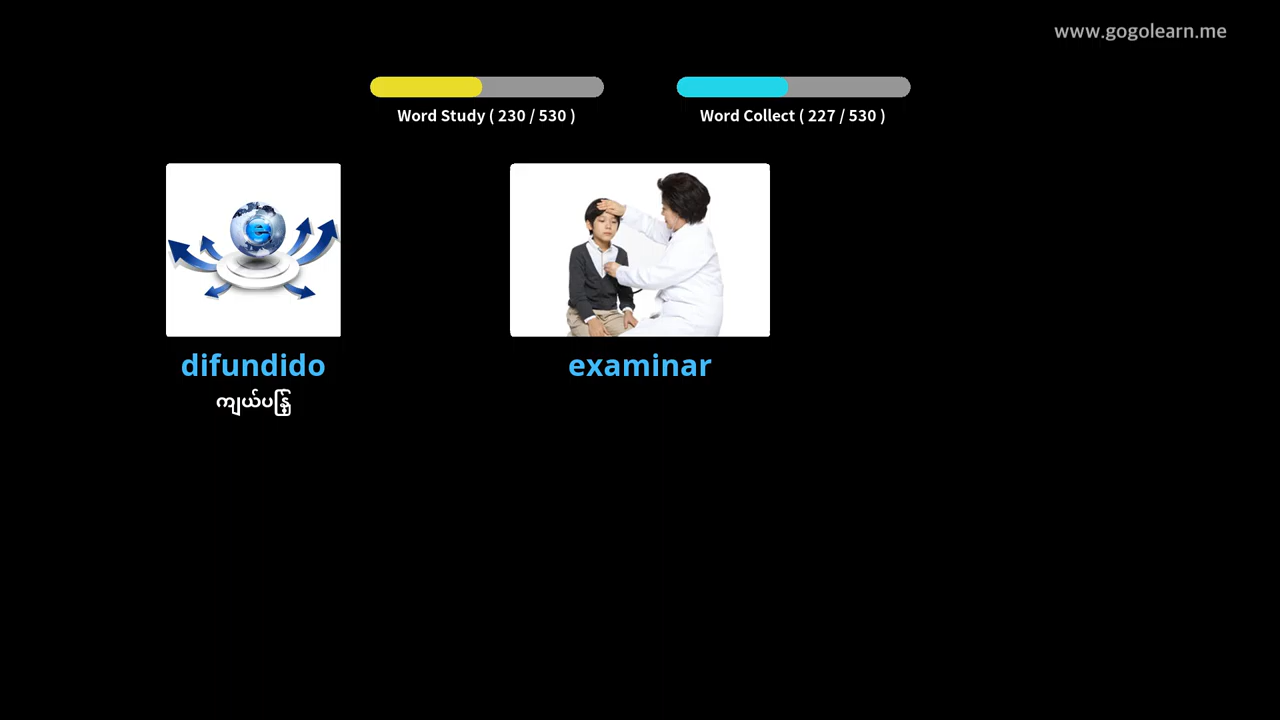 www.gogolearn.me
Word Study ( 230 / 530 )
Word Collect ( 227 / 530 )
e
difundido
examinar
ကျယ်ပြန့်